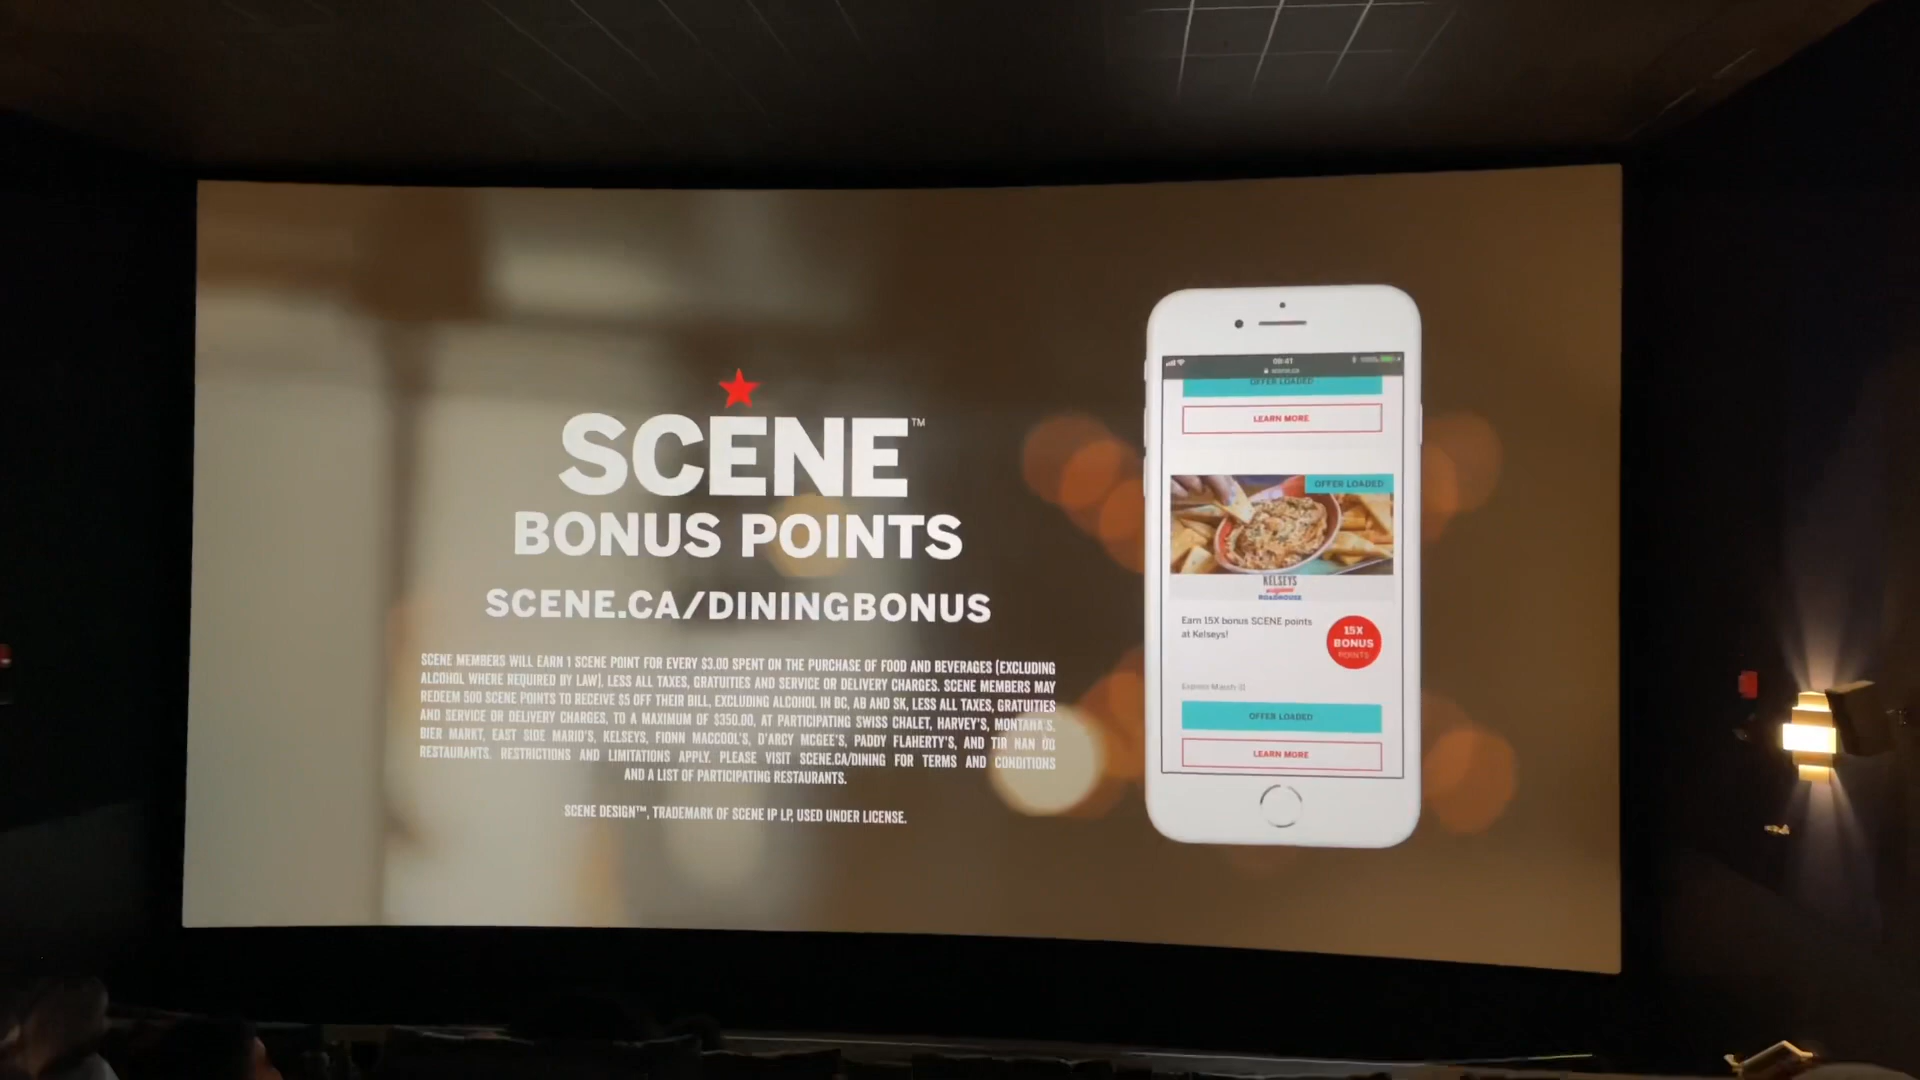 SCENE™
BONUS POINTS
SCENE.CA/DININGBONUS
SCENE MEMBERS WILL EARN 1 SCENE POINT FOR EVERY $3.00 SPENT ON THE PURCHASE OF FOOD AND BEVERAGES (EXCLUDING
ALCOHOL WHERE REQUIRED BY LAW), LESS ALL TAXES, GRATUITIES AND SERVICE OR DELIVERY CHARGES. SCENE MEMBERS MAY
REDEEM 500 SCENE POINTS TO RECEIVE $5 OFF THEIR BILL, EXCLUDING ALCOHOL IN BC, AB AND SK, LESS ALL TAXES, GRATUITIES
AND SERVICE OR DELIVERY CHARGES, TO A MAXIMUM OF $350.00, AT PARTICIPATING SWISS CHALET, HARVEY'S, MONTANA'S,
BIER MARKT, EAST SIDE MARIO'S, KELSEYS, FIONN MACCOOL'S, D'ARCY MCGEE'S, PADDY FLAHERTY'S, AND TIR NAN ÓG
RESTAURANTS. RESTRICTIONS AND LIMITATIONS APPLY. PLEASE VISIT SCENE.CA/DINING FOR TERMS AND CONDITIONS
AND A LIST OF PARTICIPATING RESTAURANTS.
SCENE DESIGN™, TRADEMARK OF SCENE IP LP, USED UNDER LICENSE.
09:41
OFFER LOADED
LEARN MORE
OFFER LOADED
KELSEYS
ROADHOUSE
Earn 15X bonus SCENE points
at Kelseys!
15X
BONUS
POINTS
Expires March
OFFER LOADED
LEARN MORE